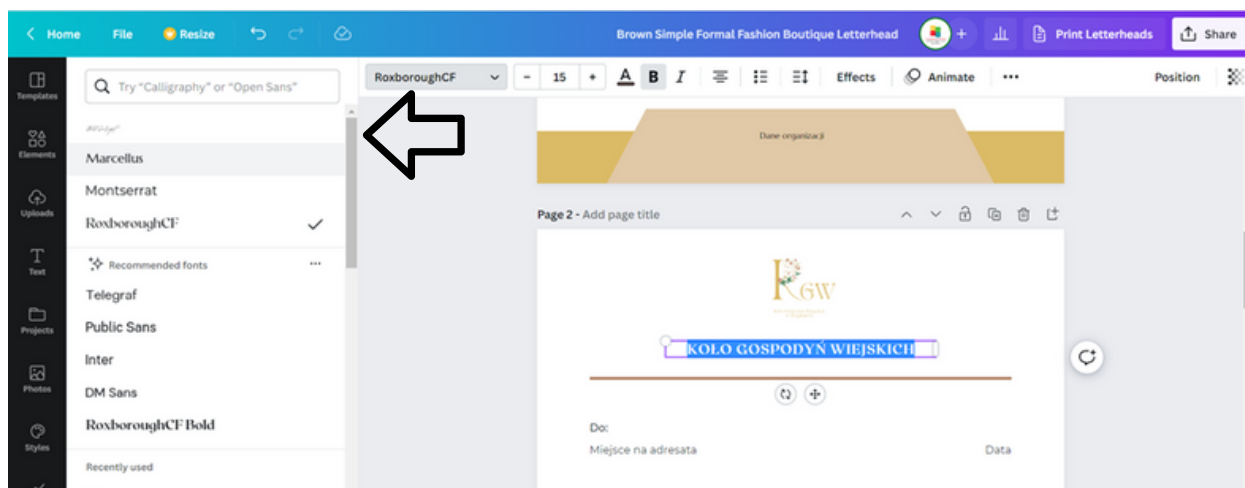 Home File Resize Brown Simple Formal Fashion Boutique Letterhead + Print Letterheads Share
Templates
Elements
Uploads
Text
Projects
Photos
Styles
Try "Calligraphy" or "Open Sans"
Marcellus
Montserrat
RoxboroughCF
Recommended fonts ...
Telegraf
Public Sans
Inter
DM Sans
RoxboroughCF Bold
Recently used
RoxboroughCF - 15 + A B I Effects Animate ... Position
Dane organizacji
Page 2 - Add page title
KGW
KOŁO GOSPODYŃ WIEJSKICH
Do:
Miejsce na adresata Data